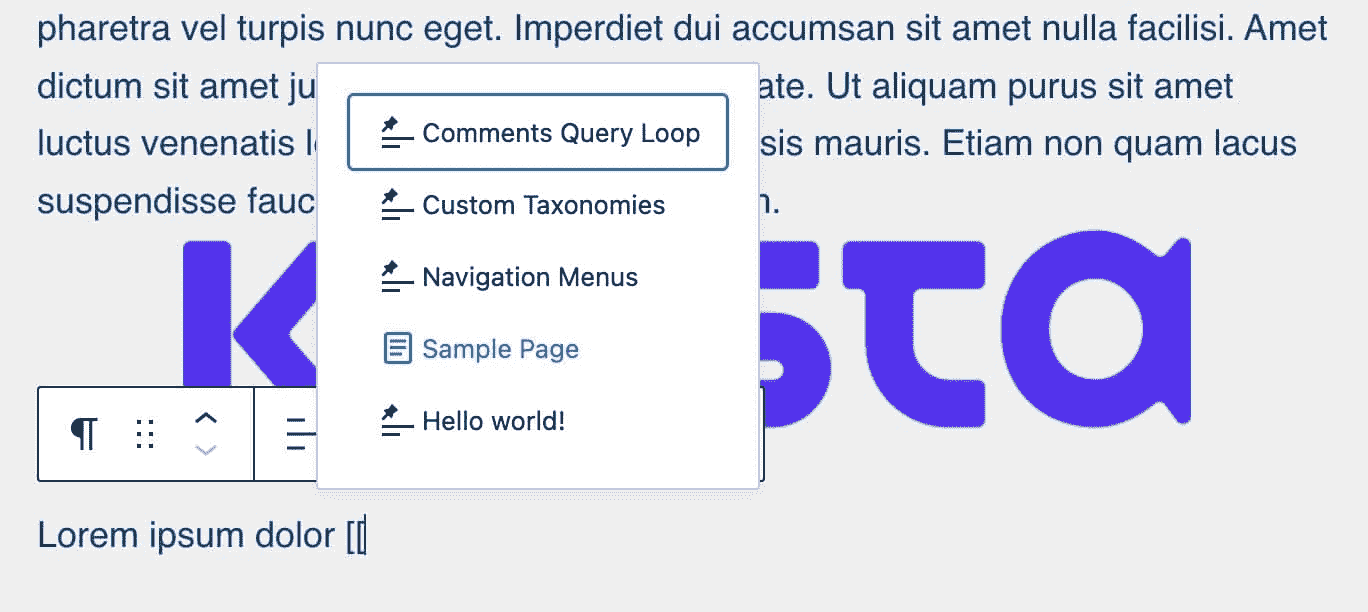 pharetra vel turpis nunc eget. Imperdiet dui accumsan sit amet nulla facilisi. Amet
dictum sit amet ju ate. Ut aliquam purus sit amet
luctus venenatis l sis mauris. Etiam non quam lacus
suspendisse fauc n.
Comments Query Loop
Custom Taxonomies
Navigation Menus
Sample Page
Hello world!
K sta
Lorem ipsum dolor [[